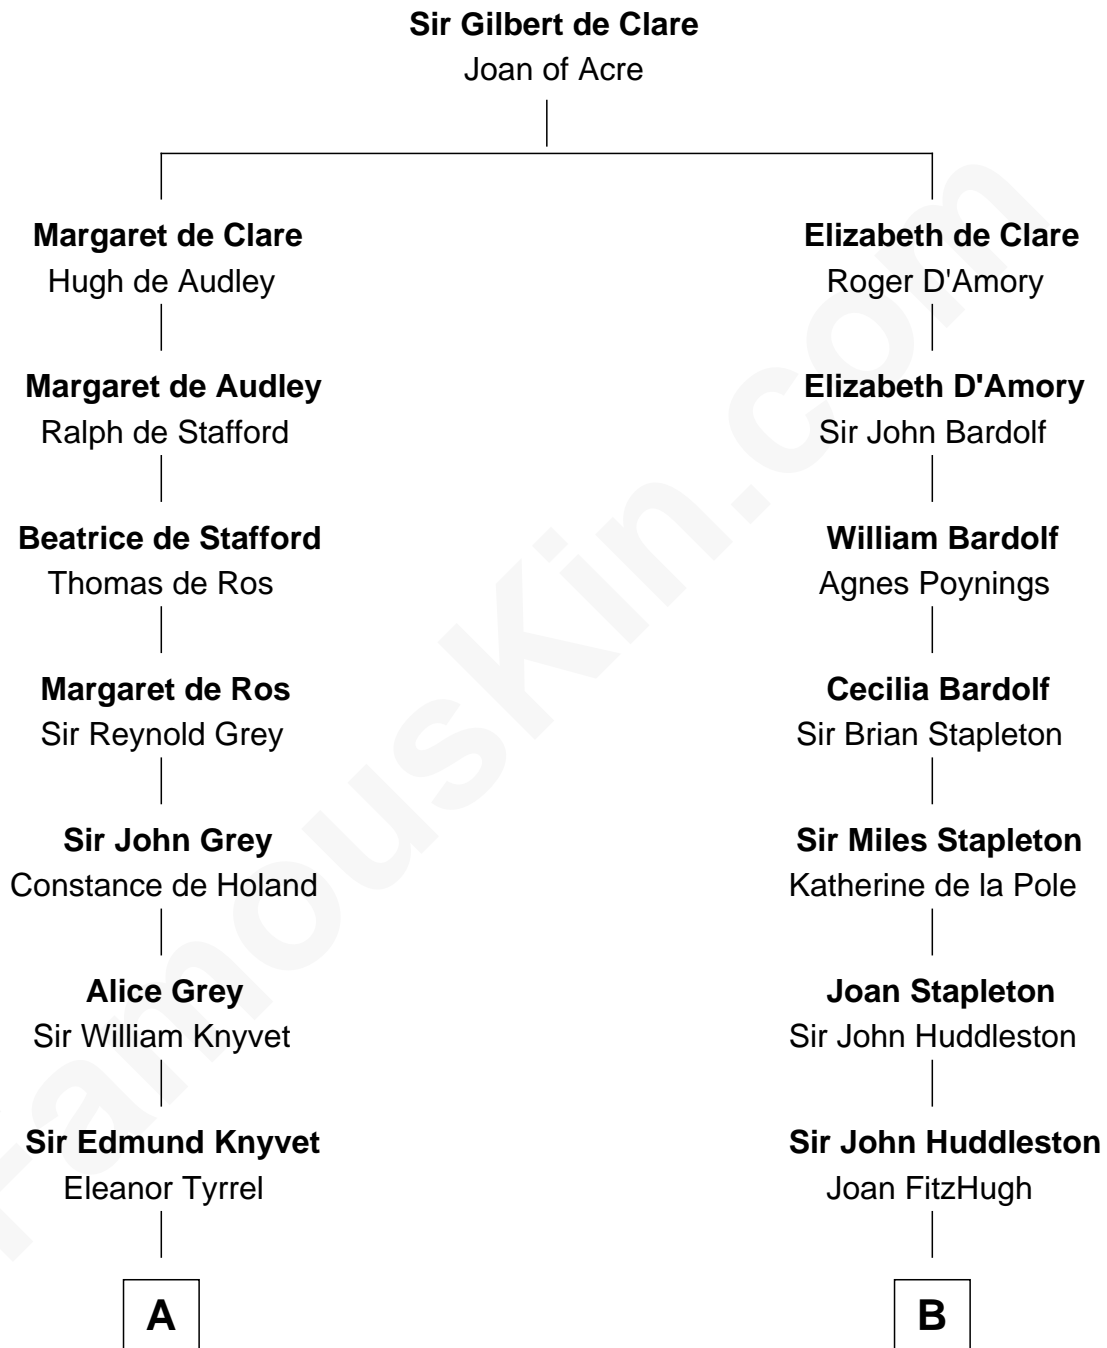 Sir Gilbert de Clare
Joan of Acre
Margaret de Clare
Hugh de Audley
Margaret de Audley
Ralph de Stafford
Beatrice de Stafford
Thomas de Ros
Margaret de Ros
Sir Reynold Grey
Sir John Grey
Constance de Holand
Alice Grey
Sir William Knyvet
Sir Edmund Knyvet
Eleanor Tyrrel
A
Elizabeth de Clare
Roger D'Amory
Elizabeth D'Amory
Sir John Bardolf
William Bardolf
Agnes Poynings
Cecilia Bardolf
Sir Brian Stapleton
Sir Miles Stapleton
Katherine de la Pole
Joan Stapleton
Sir John Huddleston
Sir John Huddleston
Joan FitzHugh
B
FamousKin.com